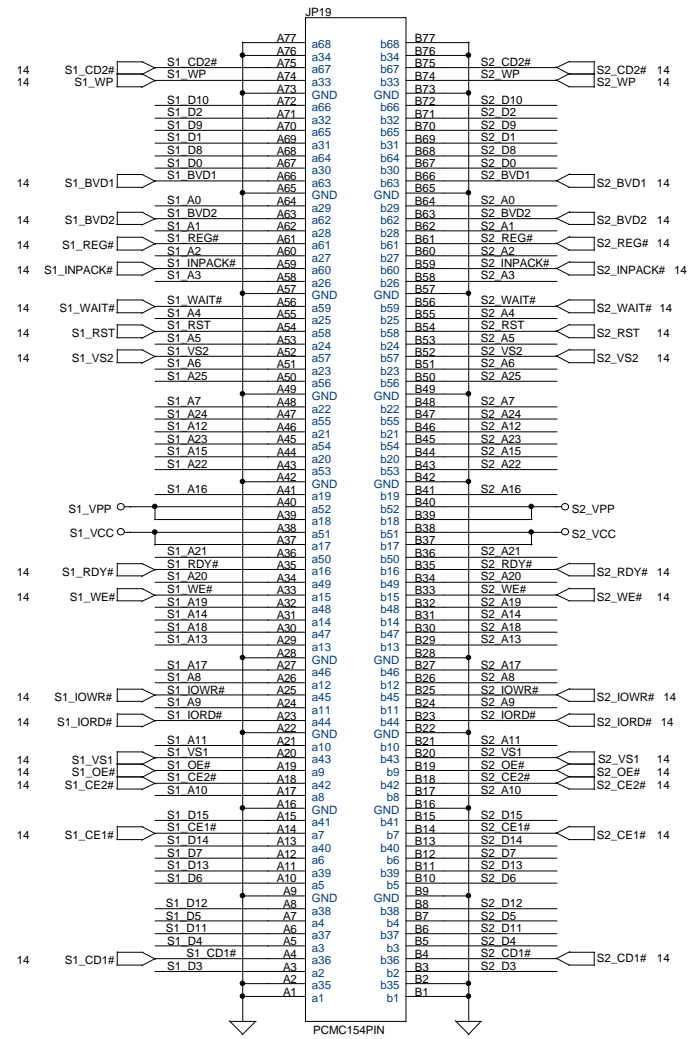 JP19
A77 a68 b68 B77
A76 a34 b34 B76
14 S1_CD2# S1_CD2# A75 a67 b67 B75 S2_CD2# S2_CD2# 14
14 S1_WP S1_WP A74 a33 b33 B74 S2_WP S2_WP 14
A73 GND GND B73
S1_D10 A72 a66 b66 B72 S2_D10
S1_D2 A71 a32 b32 B71 S2_D2
S1_D9 A70 a65 b65 B70 S2_D9
S1_D1 A69 a31 b31 B69 S2_D1
S1_D8 A68 a64 b64 B68 S2_D8
S1_D0 A67 a30 b30 B67 S2_D0
14 S1_BVD1 S1_BVD1 A66 a63 b63 B66 S2_BVD1 S2_BVD1 14
A65 GND GND B65
S1_A0 A64 a29 b29 B64 S2_A0
14 S1_BVD2 S1_BVD2 A63 a62 b62 B63 S2_BVD2 S2_BVD2 14
S1_A1 A62 a28 b28 B62 S2_A1
14 S1_REG# S1_REG# A61 a61 b61 B61 S2_REG# S2_REG# 14
S1_A2 A60 a27 b27 B60 S2_A2
14 S1_INPACK# S1_INPACK# A59 a60 b60 B59 S2_INPACK# S2_INPACK# 14
S1_A3 A58 a26 b26 B58 S2_A3
A57 GND GND B57
14 S1_WAIT# S1_WAIT# A56 a59 b59 B56 S2_WAIT# S2_WAIT# 14
S1_A4 A55 a25 b25 B55 S2_A4
14 S1_RST S1_RST A54 a58 b58 B54 S2_RST S2_RST 14
S1_A5 A53 a24 b24 B53 S2_A5
14 S1_VS2 S1_VS2 A52 a57 b57 B52 S2_VS2 S2_VS2 14
S1_A6 A51 a23 b23 B51 S2_A6
S1_A25 A50 a56 b56 B50 S2_A25
A49 GND GND B49
S1_A7 A48 a22 b22 B48 S2_A7
S1_A24 A47 a55 b55 B47 S2_A24
S1_A12 A46 a21 b21 B46 S2_A12
S1_A23 A45 a54 b54 B45 S2_A23
S1_A15 A44 a20 b20 B44 S2_A15
S1_A22 A43 a53 b53 B43 S2_A22
A42 GND GND B42
S1_A16 A41 a19 b19 B41 S2_A16
S1_VPP A40 a52 b52 B40 S2_VPP
A39 a18 b18 B39
S1_VCC A38 a51 b51 B38 S2_VCC
A37 a17 b17 B37
S1_A21 A36 a50 b50 B36 S2_A21
14 S1_RDY# S1_RDY# A35 a16 b16 B35 S2_RDY# S2_RDY# 14
S1_A20 A34 a49 b49 B34 S2_A20
14 S1_WE# S1_WE# A33 a15 b15 B33 S2_WE# S2_WE# 14
S1_A19 A32 a48 b48 B32 S2_A19
S1_A14 A31 a14 b14 B31 S2_A14
S1_A18 A30 a47 b47 B30 S2_A18
S1_A13 A29 a13 b13 B29 S2_A13
A28 GND GND B28
S1_A17 A27 a46 b46 B27 S2_A17
S1_A8 A26 a12 b12 B26 S2_A8
14 S1_IOWR# S1_IOWR# A25 a45 b45 B25 S2_IOWR# S2_IOWR# 14
S1_A9 A24 a11 b11 B24 S2_A9
14 S1_IORD# S1_IORD# A23 a44 b44 B23 S2_IORD# S2_IORD# 14
A22 GND GND B22
S1_A11 A21 a10 b10 B21 S2_A11
14 S1_VS1 S1_VS1 A20 a43 b43 B20 S2_VS1 S2_VS1 14
14 S1_OE# S1_OE# A19 a9 b9 B19 S2_OE# S2_OE# 14
14 S1_CE2# S1_CE2# A18 a42 b42 B18 S2_CE2# S2_CE2# 14
S1_A10 A17 a8 b8 B17 S2_A10
A16 GND GND B16
S1_D15 A15 a41 b41 B15 S2_D15
14 S1_CE1# S1_CE1# A14 a7 b7 B14 S2_CE1# S2_CE1# 14
S1_D14 A13 a40 b40 B13 S2_D14
S1_D7 A12 a6 b6 B12 S2_D7
S1_D13 A11 a39 b39 B11 S2_D13
S1_D6 A10 a5 b5 B10 S2_D6
A9 GND GND B9
S1_D12 A8 a38 b38 B8 S2_D12
S1_D5 A7 a4 b4 B7 S2_D5
S1_D11 A6 a37 b37 B6 S2_D11
S1_D4 A5 a3 b3 B5 S2_D4
14 S1_CD1# S1_CD1# A4 a36 b36 B4 S2_CD1# S2_CD1# 14
S1_D3 A3 a2 b2 B3 S2_D3
A2 a35 b35 B2
A1 a1 b1 B1
PCMC154PIN